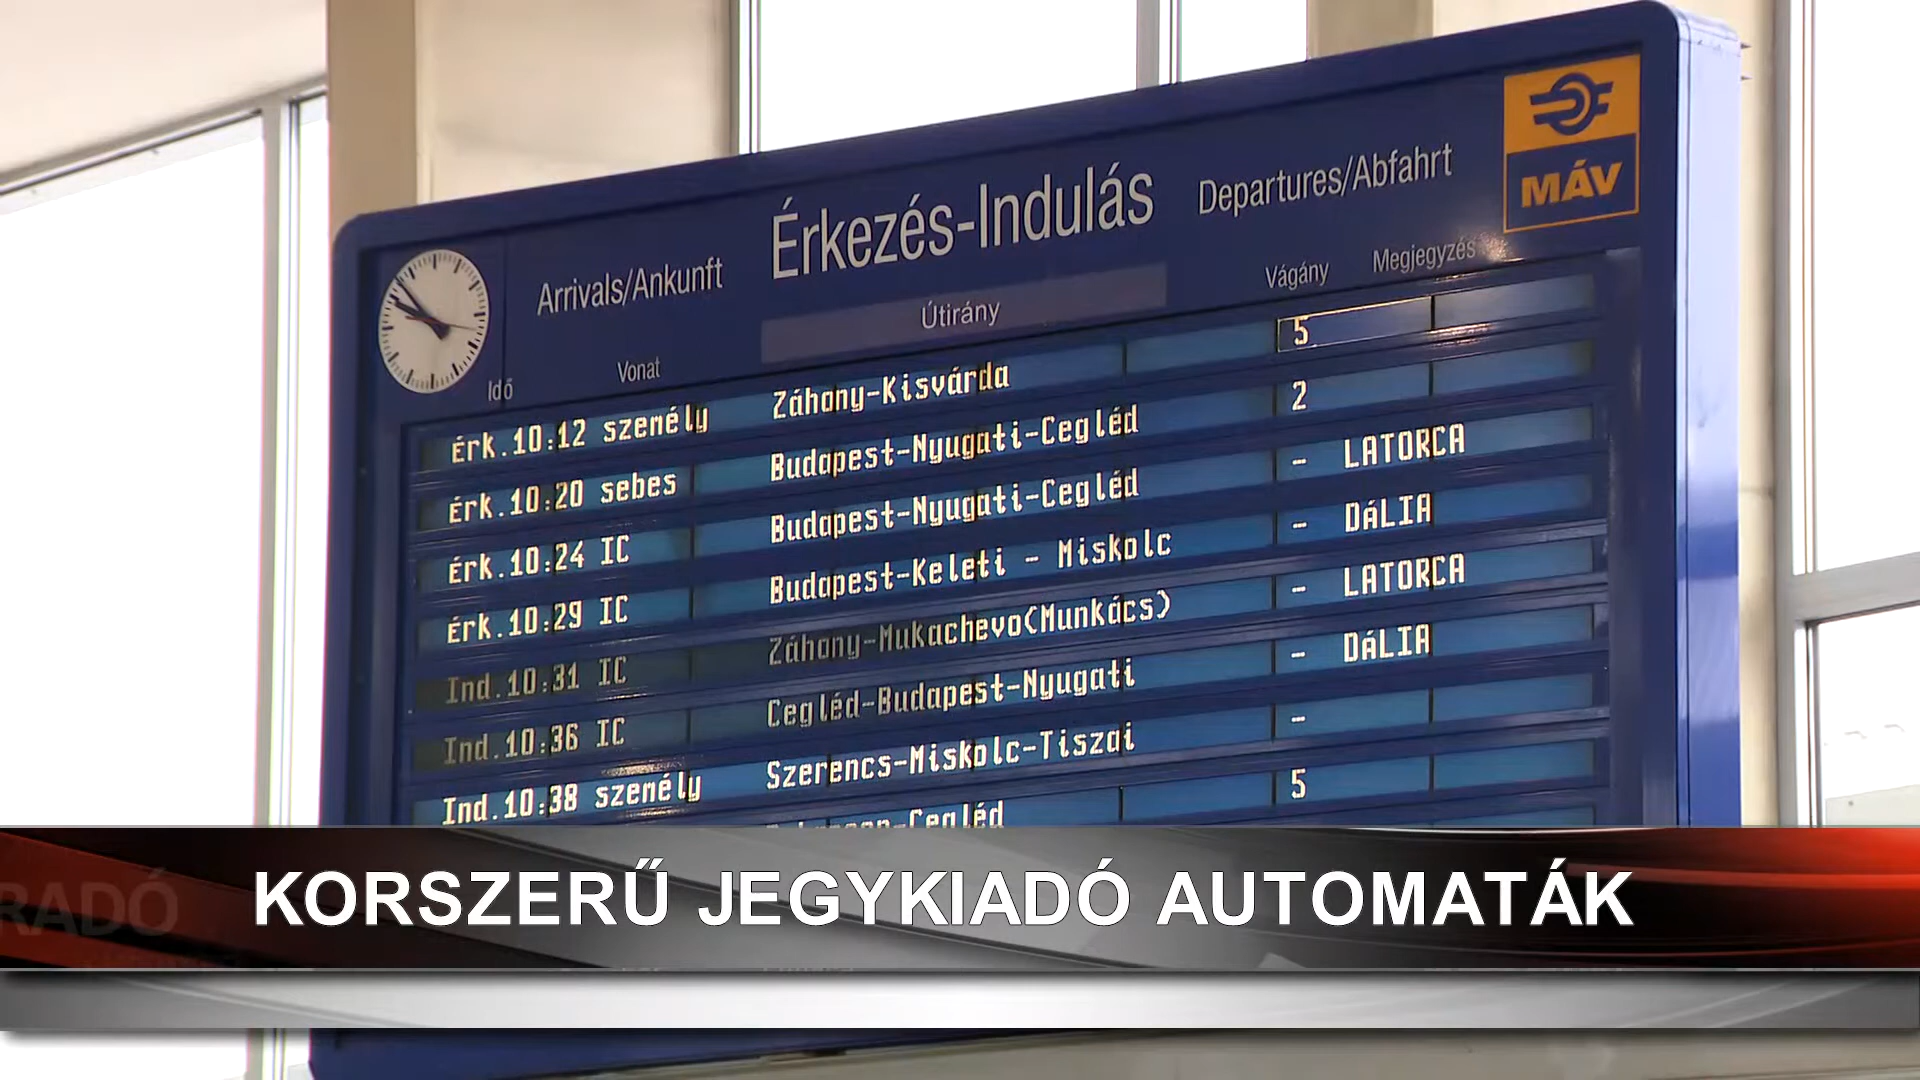 MÁV
Érkezés-Indulás
Departures/Abfahrt
Arrivals/Ankunft
Vágány
Megjegyzés
Útirány
Vonat
Idő
Érk.10:12 személy Záhony-Kisvárda 5
Érk.10:20 sebes Budapest-Nyugati-Cegléd 2
Érk.10:24 IC Budapest-Nyugati-Cegléd - LATORCA
Érk.10:29 IC Budapest-Keleti - Miskolc - DáLIA
Ind.10:31 IC Záhony-Mukachevo(Munkács) - LATORCA
Ind.10:36 IC Cegléd-Budapest-Nyugati - DáLIA
Ind.10:38 személy Szerencs-Miskolc-Tiszai -
-Cegléd 5
RADÓ
KORSZERŰ JEGYKIADÓ AUTOMATÁK